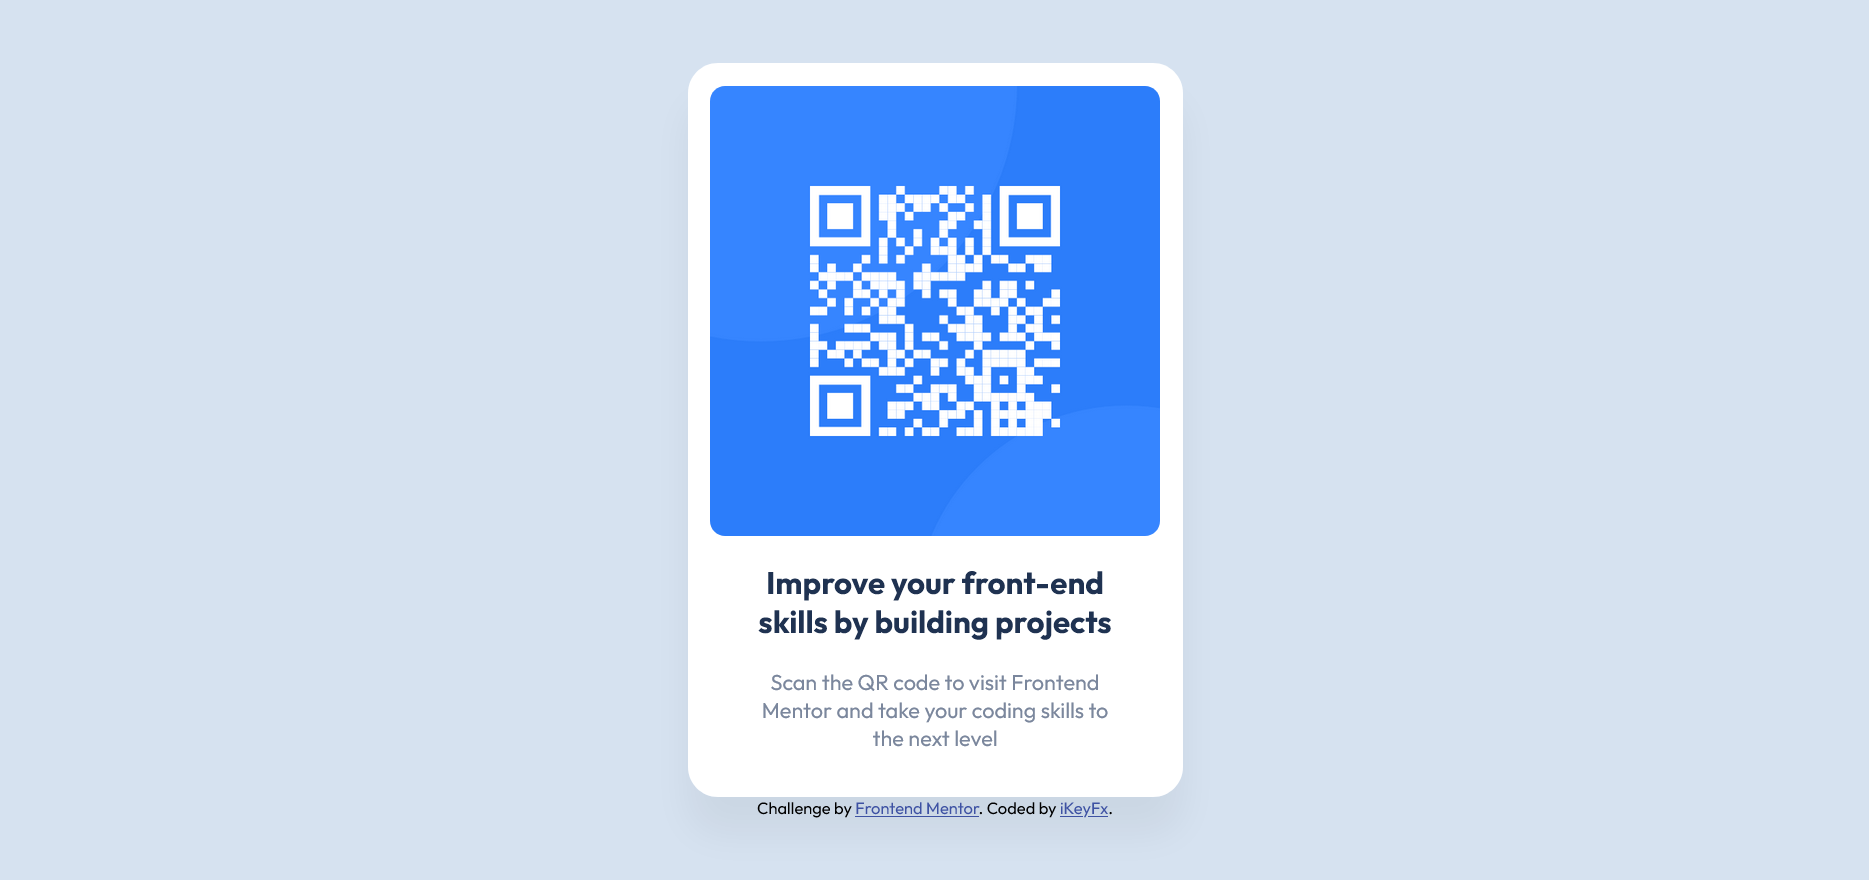 Improve your front-end
skills by building projects
Scan the QR code to visit Frontend
Mentor and take your coding skills to
the next level
Challenge by Frontend Mentor. Coded by iKeyFx.